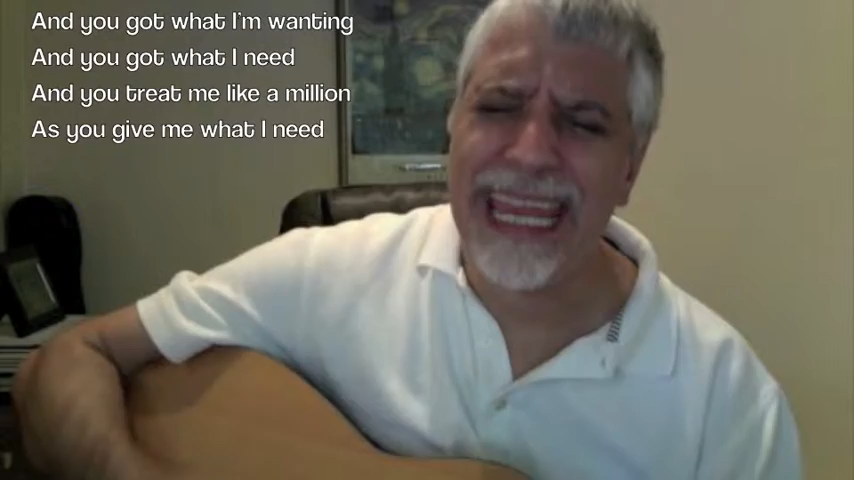 And you got what I'm wanting
And you got what I need
And you treat me like a million
As you give me what I need